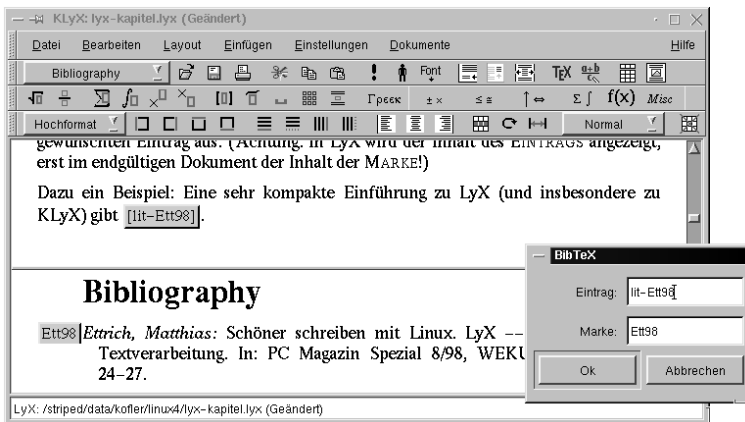 KLyX: lyx-kapitel.lyx (Geändert)
Datei Bearbeiten Layout Einfügen Einstellungen Dokumente Hilfe
Bibliography Font TEX a+b
Γρεεκ ± × ≤ ≅ ↑ ⇔ Σ ∫ f(x) Misc
Hochformat Normal
gewünschten Eintrag aus. (Achtung: In LyX wird der Inhalt des EINTRAGS angezeigt,
erst im endgültigen Dokument der Inhalt der MARKE!)
Dazu ein Beispiel: Eine sehr kompakte Einführung zu LyX (und insbesondere zu
KLyX) gibt [lit-Ett98].
Bibliography
Ett98 Ettrich, Matthias: Schöner schreiben mit Linux. LyX --
Textverarbeitung. In: PC Magazin Spezial 8/98, WEKU
24-27.
LyX: /striped/data/kofler/linux4/lyx-kapitel.lyx (Geändert)
BibTeX
Eintrag: lit-Ett98
Marke: Ett98
Ok Abbrechen